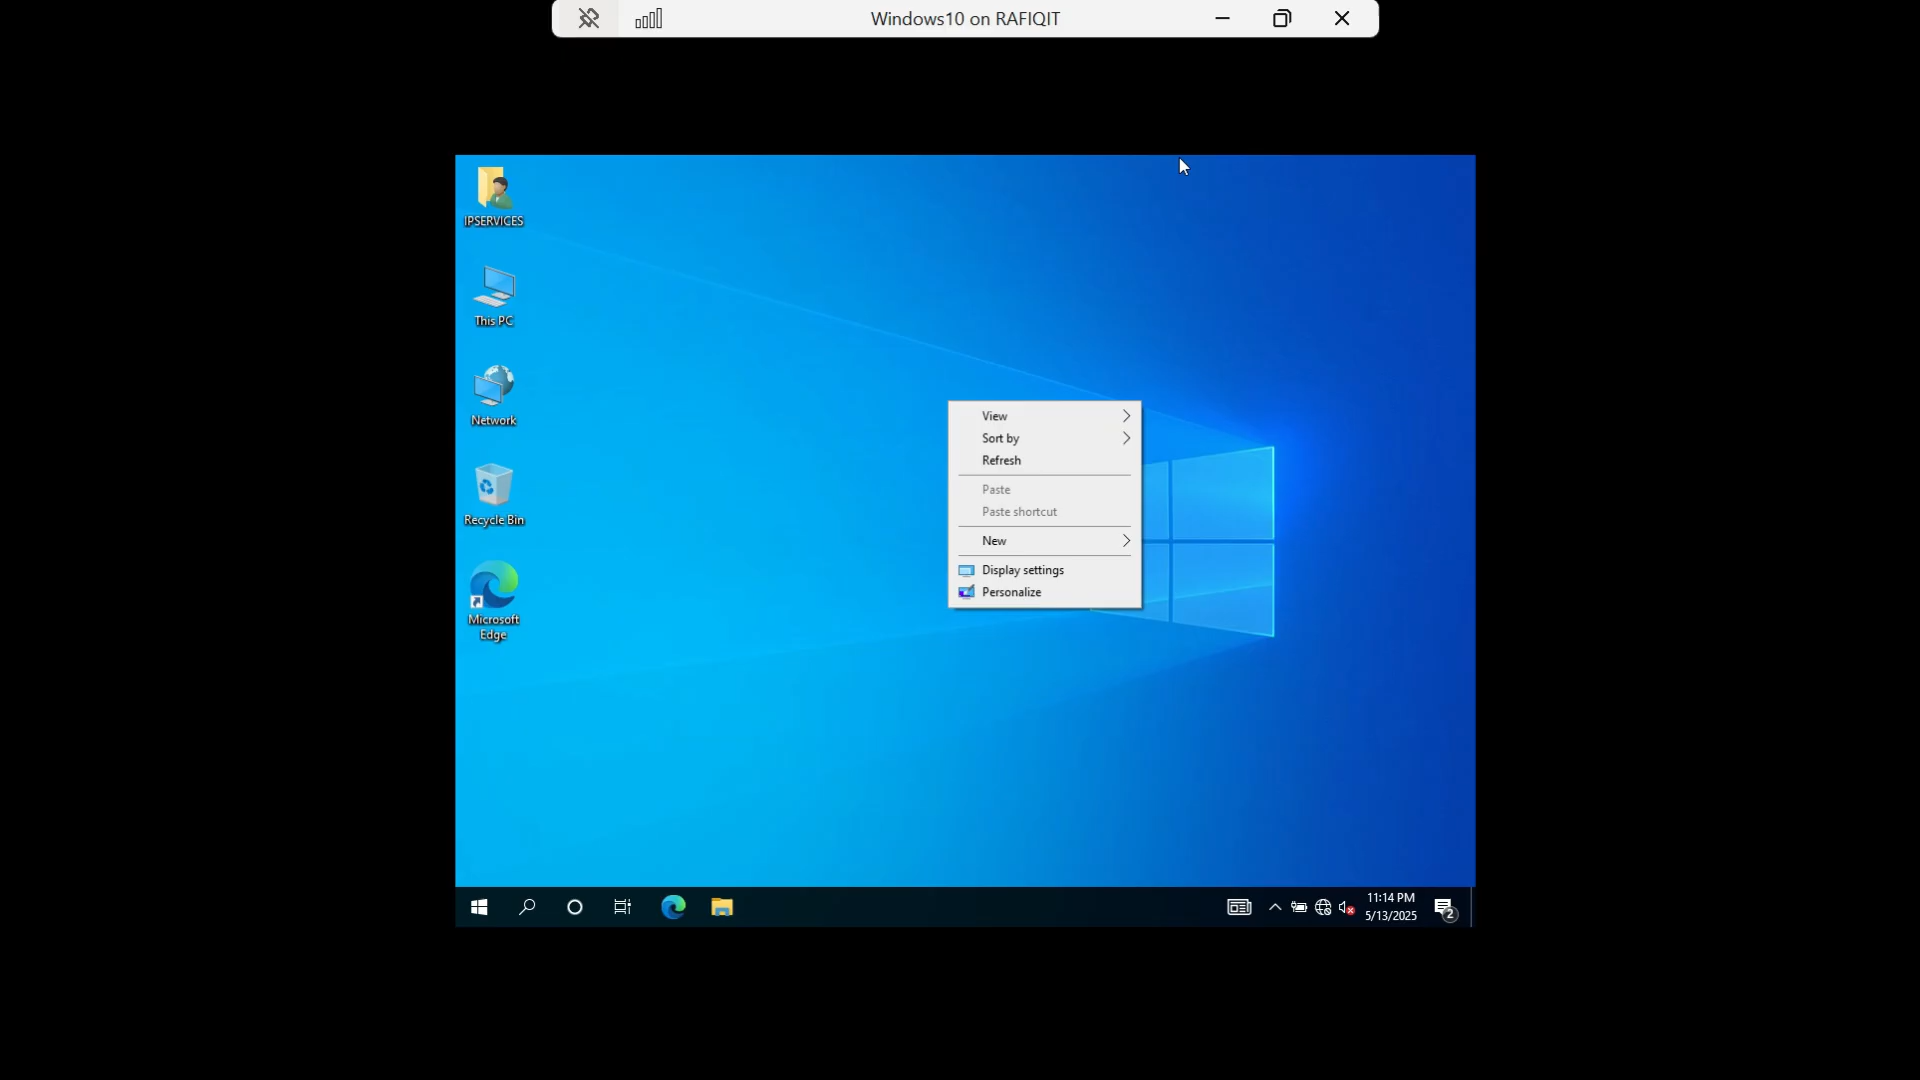 Windows10 on RAFIQIT
IPSERVICES
This PC
Network
Recycle Bin
Microsoft
Edge
View
Sort by
Refresh
Paste
Paste shortcut
New
Display settings
Personalize
11:14 PM
5/13/2025
2